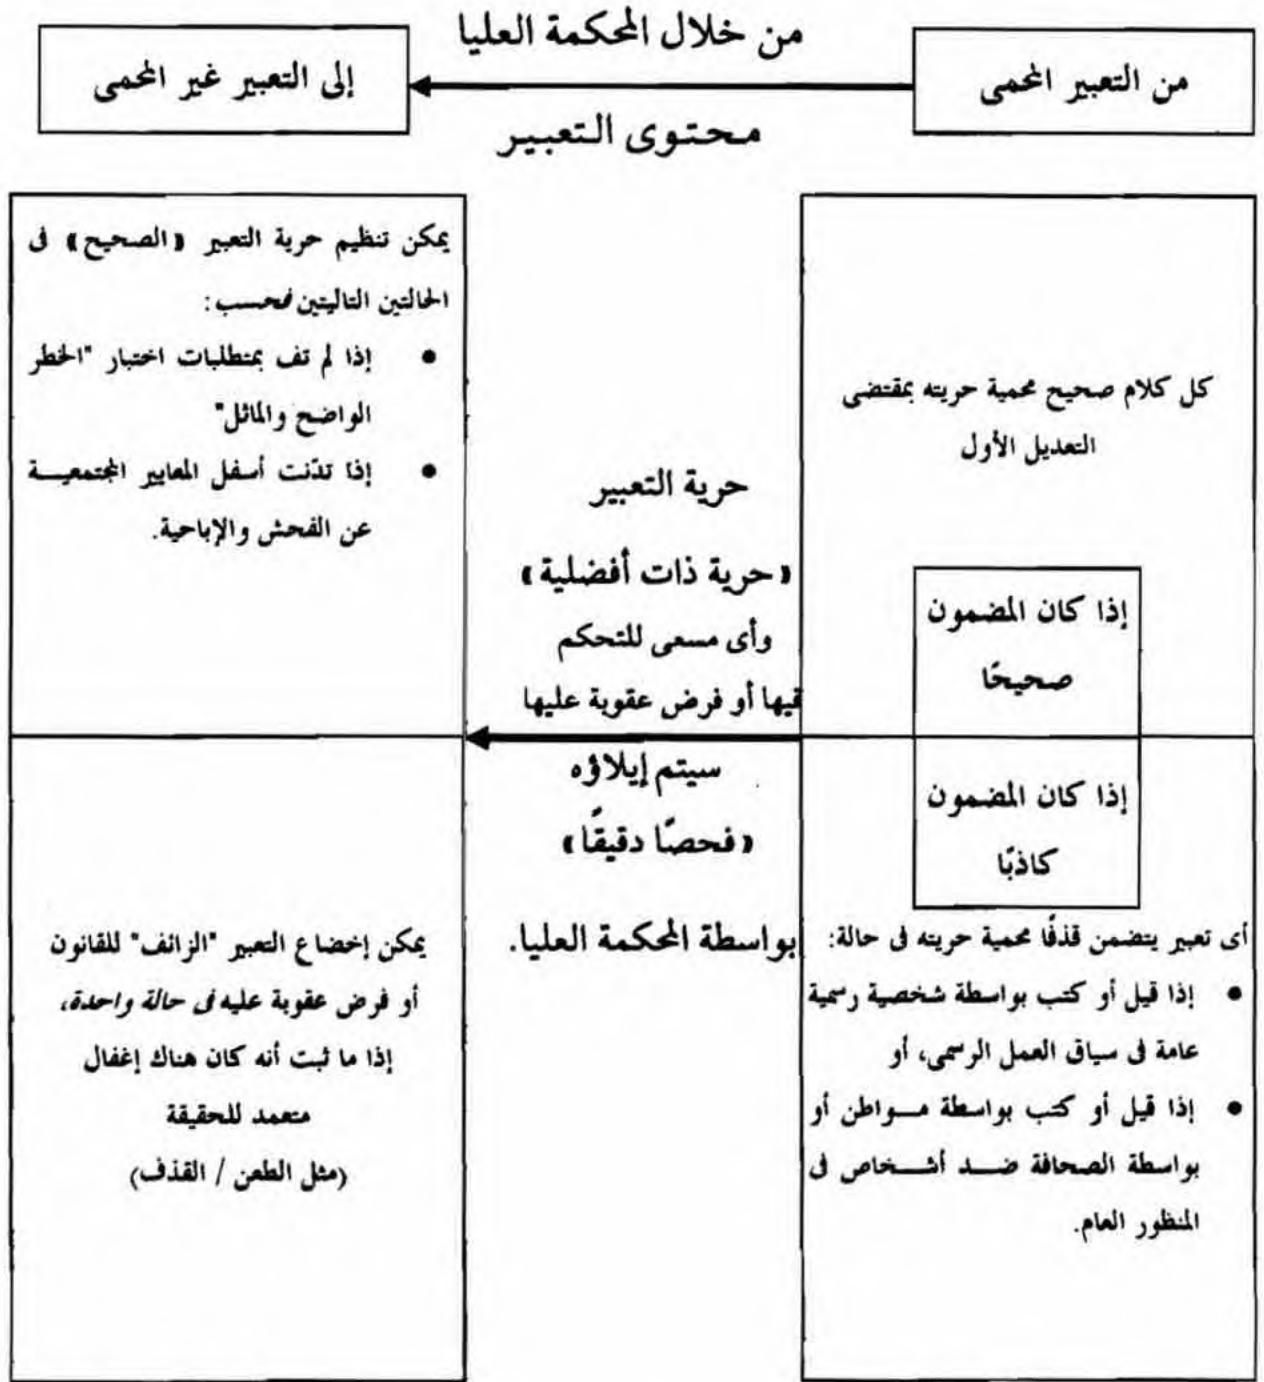 من خلال المحكمة العليا
من التعبير المحمى
إلى التعبير غير المحمى
محتوى التعبير
كل كلام صحيح محمية حريته بمقتضى
التعديل الأول
إذا كان المضمون
صحيحًا
إذا كان المضمون
كاذبًا
أى تعبير يتضمن قذفًا محمية حريته فى حالة:
● إذا قيل أو كتب بواسطة شخصية رسمية
عامة فى سياق العمل الرسمى، أو
● إذا قيل أو كتب بواسطة مواطن أو
بواسطة الصحافة ضد أشخاص فى
المنظور العام.
حرية التعبير
«حرية ذات أفضلية»
وأى مسعى للتحكم
فيها أو فرض عقوبة عليها
سيتم إيلاؤه
«فحصًا دقيقًا»
بواسطة المحكمة العليا.
يمكن تنظيم حرية التعبير «الصحيح» فى
الحالتين التاليتين فحسب:
● إذا لم تف بمتطلبات اختبار "الخطر
الواضح والماثل"
● إذا تدّنت أسفل المعايير المجتمعية
عن الفحش والإباحية.
يمكن إخضاع التعبير "الزائف" للقانون
أو فرض عقوبة عليه فى حالة واحدة،
إذا ما ثبت أنه كان هناك إغفال
متعمد للحقيقة
(مثل الطعن / القذف)